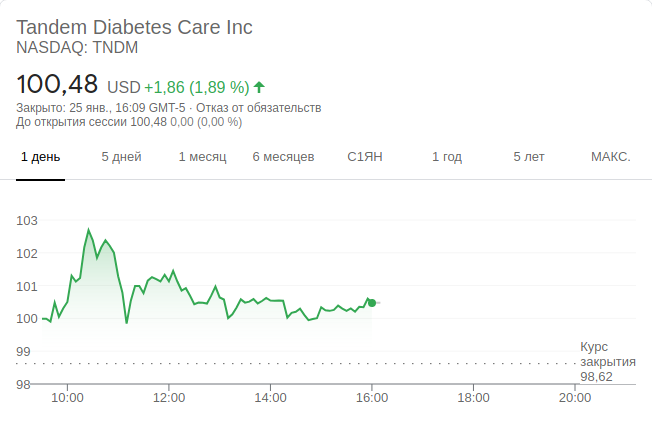 Tandem Diabetes Care Inc
NASDAQ: TNDM
100,48 USD +1,86 (1,89 %)
Закрыто: 25 янв., 16:09 GMT-5 · Отказ от обязательств
До открытия сессии 100,48 0,00 (0,00 %)
1 день 5 дней 1 месяц 6 месяцев С1ЯН 1 год 5 лет МАКС.
103
102
101
100
99
98
Курс
закрытия
98,62
10:00 12:00 14:00 16:00 18:00 20:00